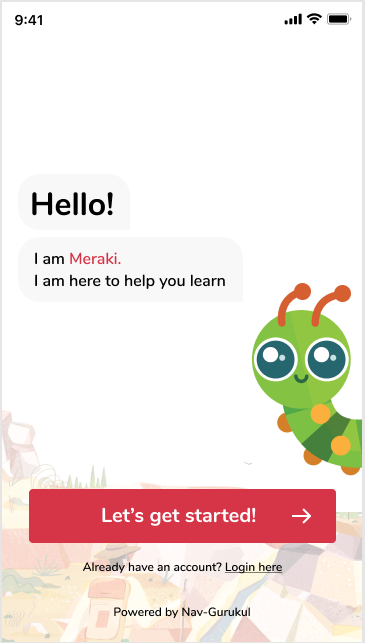 9:41
Hello!
I am Meraki.
I am here to help you learn
Let’s get started!
Already have an account? Login here
Powered by Nav-Gurukul